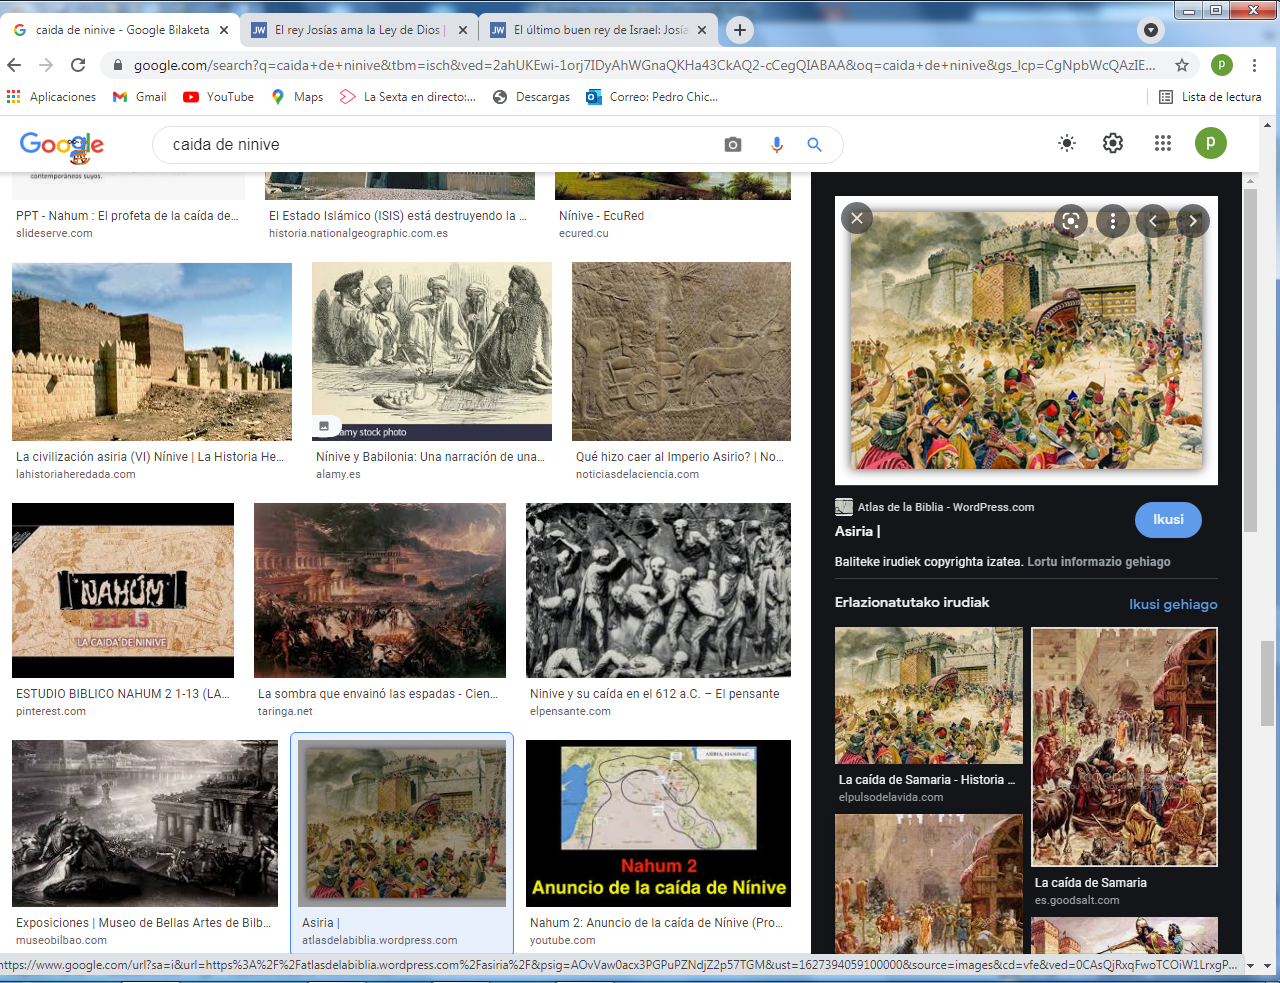 caida de ninive - Google Bilaketa
El rey Josías ama la Ley de Dios |
El último buen rey de Israel: Josía
google.com/search?q=caida+de+ninive&tbm=isch&ved=2ahUKEwi-1orj7IDyAhWGnaQKHa43CkAQ2-cCegQIABAA&oq=caida+de+ninive&gs_lcp=CgNpbWcQAzIE...
p
Aplicaciones
Gmail
YouTube
Maps
La Sexta en directo:...
Descargas
Correo: Pedro Chic...
Lista de lectura
Google
caida de ninive
p
contemporáneos suyos.
PPT - Nahum : El profeta de la caída de...
slideserve.com
El Estado Islámico (ISIS) está destruyendo la ...
historia.nationalgeographic.com.es
Nínive - EcuRed
ecured.cu
La civilización asiria (VI) Nínive | La Historia He...
lahistoriaheredada.com
amy stock photo
Nínive y Babilonia: Una narración de una...
alamy.es
Qué hizo caer al Imperio Asirio? | No...
noticiasdelaciencia.com
NAHÚM
2:1-13
LA CAIDA DE NINIVE
ESTUDIO BIBLICO NAHUM 2 1-13 (LA...
pinterest.com
La sombra que envainó las espadas - Cien...
taringa.net
Ninive y su caída en el 612 a.C. – El pensante
elpensante.com
Exposiciones | Museo de Bellas Artes de Bilb...
museobilbao.com
Asiria |
atlasdelabiblia.wordpress.com
Nahum 2
Anuncio de la caída de Nínive
Nahum 2: Anuncio de la caída de Nínive (Pro...
youtube.com
Atlas de la Biblia - WordPress.com
Asiria |
Ikusi
Baliteke irudiek copyrighta izatea. Lortu informazio gehiago
Erlazionatutako irudiak
Ikusi gehiago
La caída de Samaria - Historia ...
elpulsodelavida.com
La caída de Samaria
es.goodsalt.com
https://www.google.com/url?sa=i&url=https%3A%2F%2Fatlasdelabiblia.wordpress.com%2Fasiria%2F&psig=AOvVaw0acx3PGPuPZNdjZ2p57TGM&ust=1627394059100000&source=images&cd=vfe&ved=0CAsQjRxqFwoTCOiW1LrxgP...